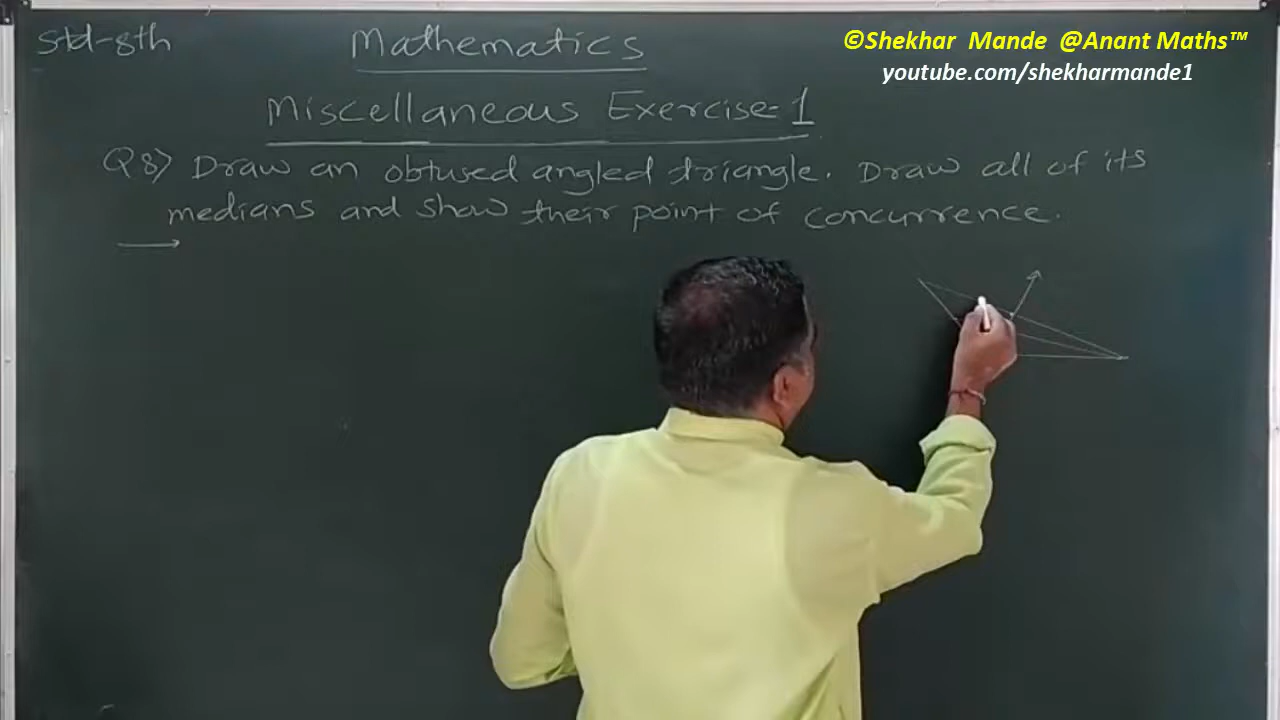 Std-8th
Mathematics
©Shekhar Mande @Anant Maths™
youtube.com/shekharmande1
Miscellaneous Exercise=1
Q8) Draw an obtused angled triangle. Draw all of its
medians and show their point of concurrence.